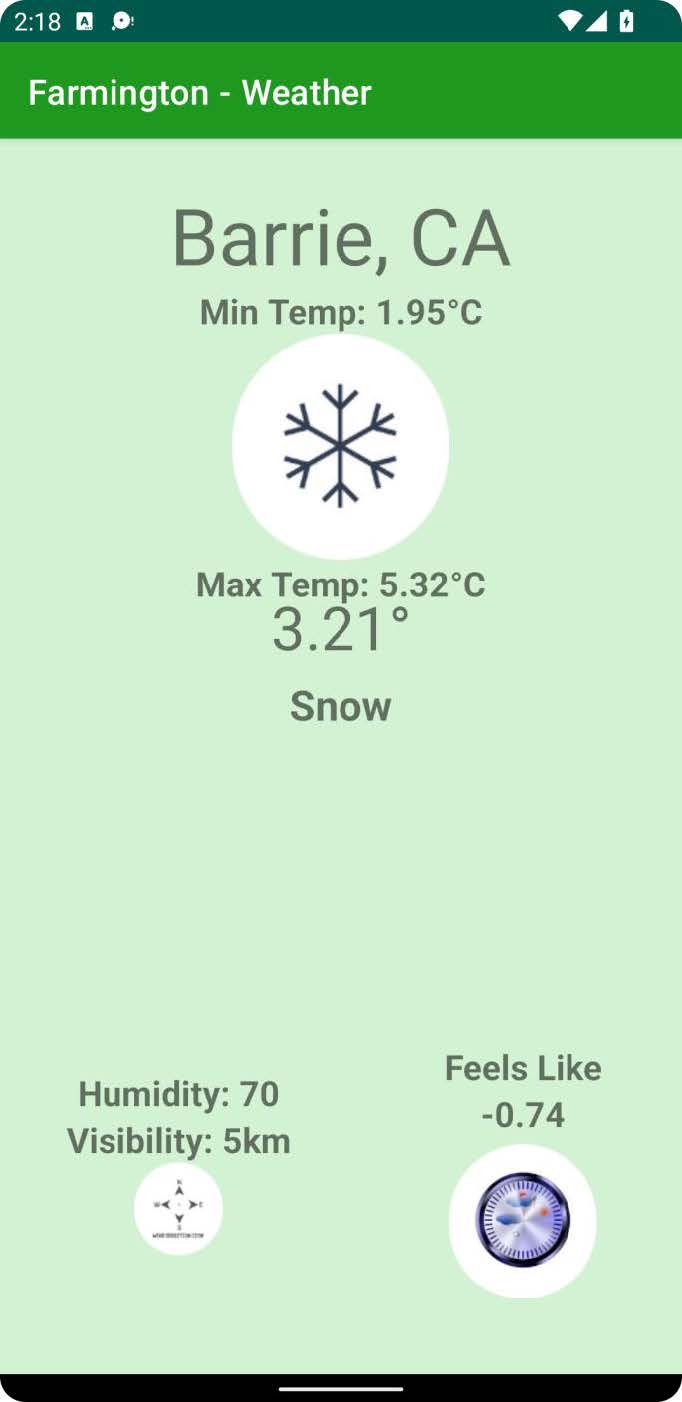 2:18
Farmington - Weather
Barrie, CA
Min Temp: 1.95°C
Max Temp: 5.32°C
3.21°
Snow
Humidity: 70
Visibility: 5km
Feels Like
-0.74
N
W E
S